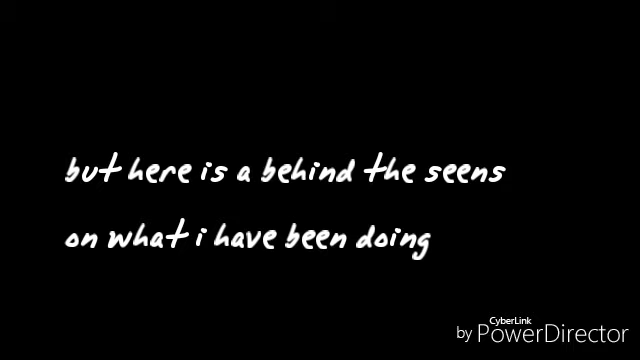 but here is a behind the seens
on what i have been doing
CyberLink
by PowerDirector